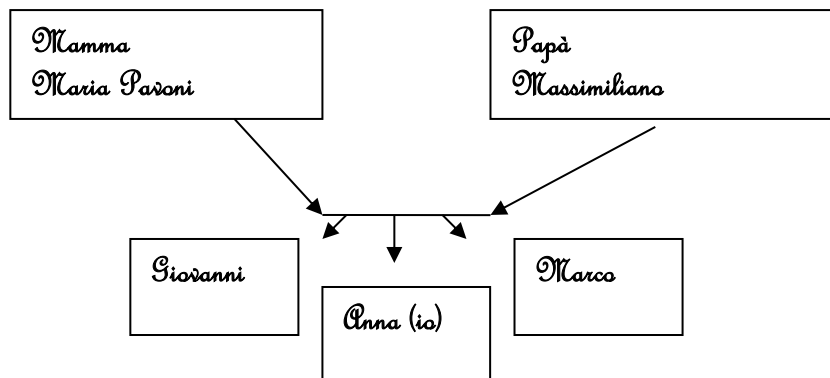 Mamma
Maria Pavoni
Papà
Massimiliano
Giovanni
Anna (io)
Marco